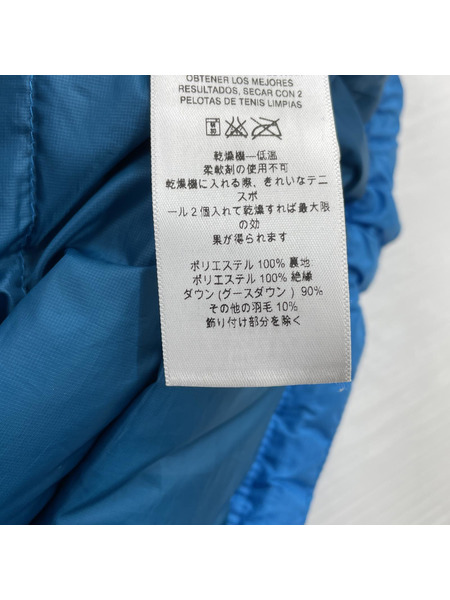 OBTENER LOS MEJORES
RESULTADOS, SECAR CON 2
PELOTAS DE TENIS LIMPIAS
乾燥機―低温
柔軟剤の使用不可
乾燥機に入れる際、きれいなテニ
スボ
ール2個入れて乾燥すれば最大限
の効
果が得られます
ポリエステル 100% 裏地
ポリエステル 100% 絶縁
ダウン (グースダウン ) 90%
その他の羽毛 10%
飾り付け部分を除く